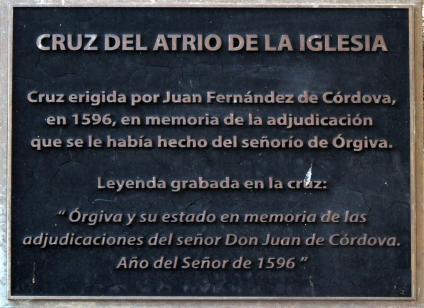 CRUZ DEL ATRIO DE LA IGLESIA
Cruz erigida por Juan Fernández de Córdova,
en 1596, en memoria de la adjudicación
que se le había hecho del señorio de Órgiva.
Leyenda grabada en la cruz:
“ Órgiva y su estado en memoria de las
adjudicaciones del señor Don Juan de Córdova.
Año del Señor de 1596 ”